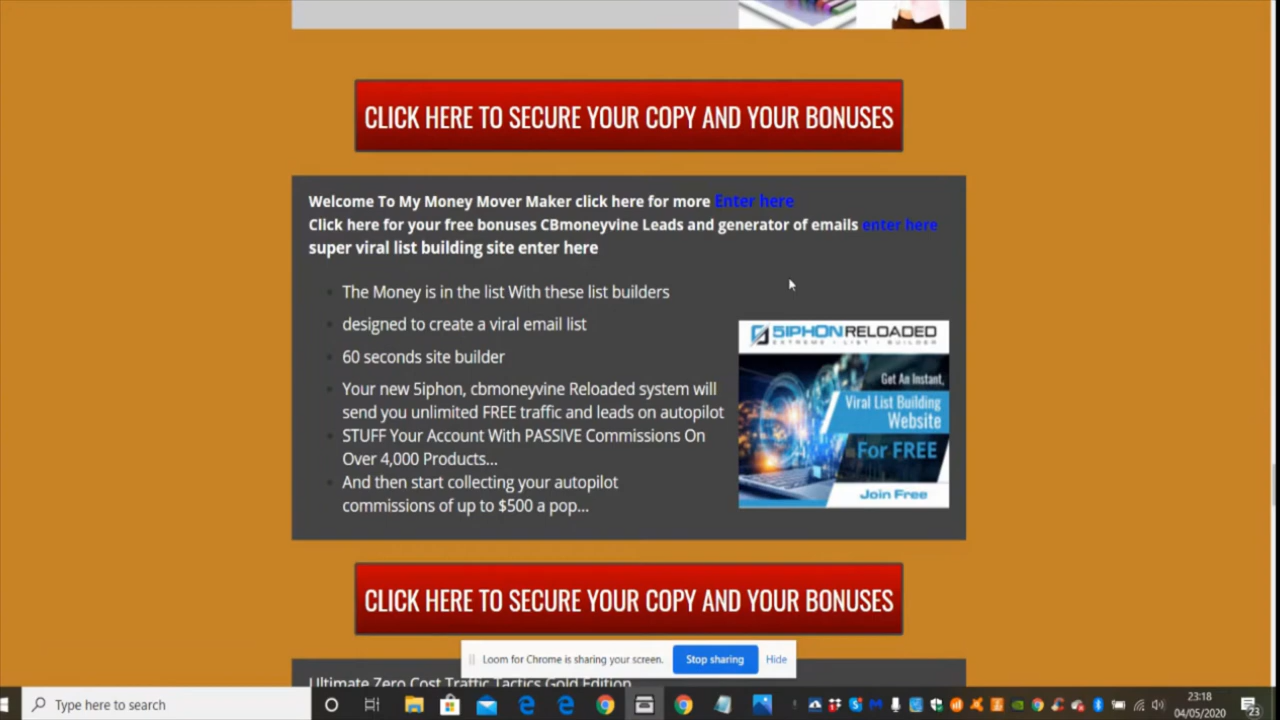 CLICK HERE TO SECURE YOUR COPY AND YOUR BONUSES
Welcome To My Money Mover Maker click here for more Enter here
Click here for your free bonuses CBmoneyvine Leads and generator of emails enter here
super viral list building site enter here
The Money is in the list With these list builders
designed to create a viral email list
60 seconds site builder
Your new 5iphon, cbmoneyvine Reloaded system will
send you unlimited FREE traffic and leads on autopilot
STUFF Your Account With PASSIVE Commissions On
Over 4,000 Products...
And then start collecting your autopilot
commissions of up to $500 a pop...
5IPHON RELOADED
EXTREME LIST BUILDER
Get An Instant,
Viral List Building
Website
For FREE
Join Free
CLICK HERE TO SECURE YOUR COPY AND YOUR BONUSES
Loom for Chrome is sharing your screen.
Stop sharing
Hide
Ultimate Zero Cost Traffic Tactics Gold Edition
Type here to search
23:18
04/05/2020
23